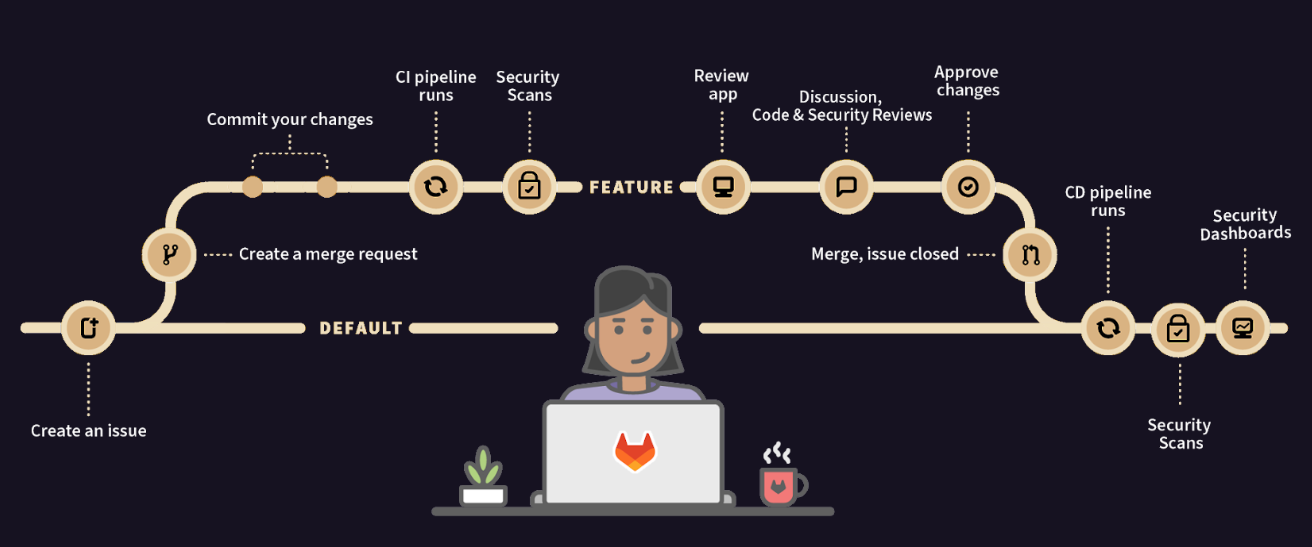 CI pipeline
runs
Security
Scans
Review
app
Discussion,
Code & Security Reviews
Approve
changes
Commit your changes
FEATURE
CD pipeline
runs
Security
Dashboards
Create a merge request
Merge, issue closed
DEFAULT
Create an issue
Security
Scans